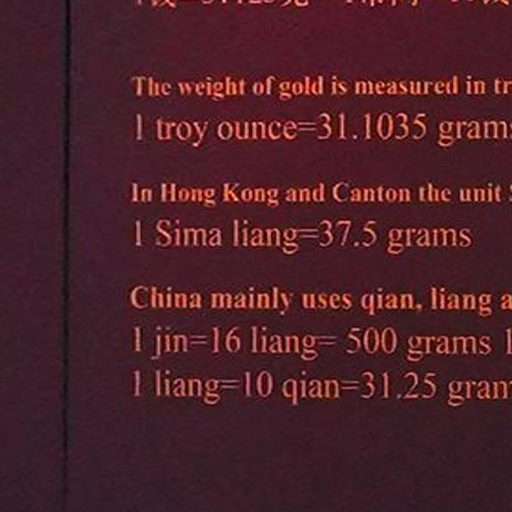 The weight of gold is measured in tr
1 troy ounce=31.1035 grams
In Hong Kong and Canton the unit S
1 Sima liang=37.5 grams
China mainly uses qian, liang a
1 jin=16 liang= 500 grams 1
1 liang=10 qian=31.25 gram